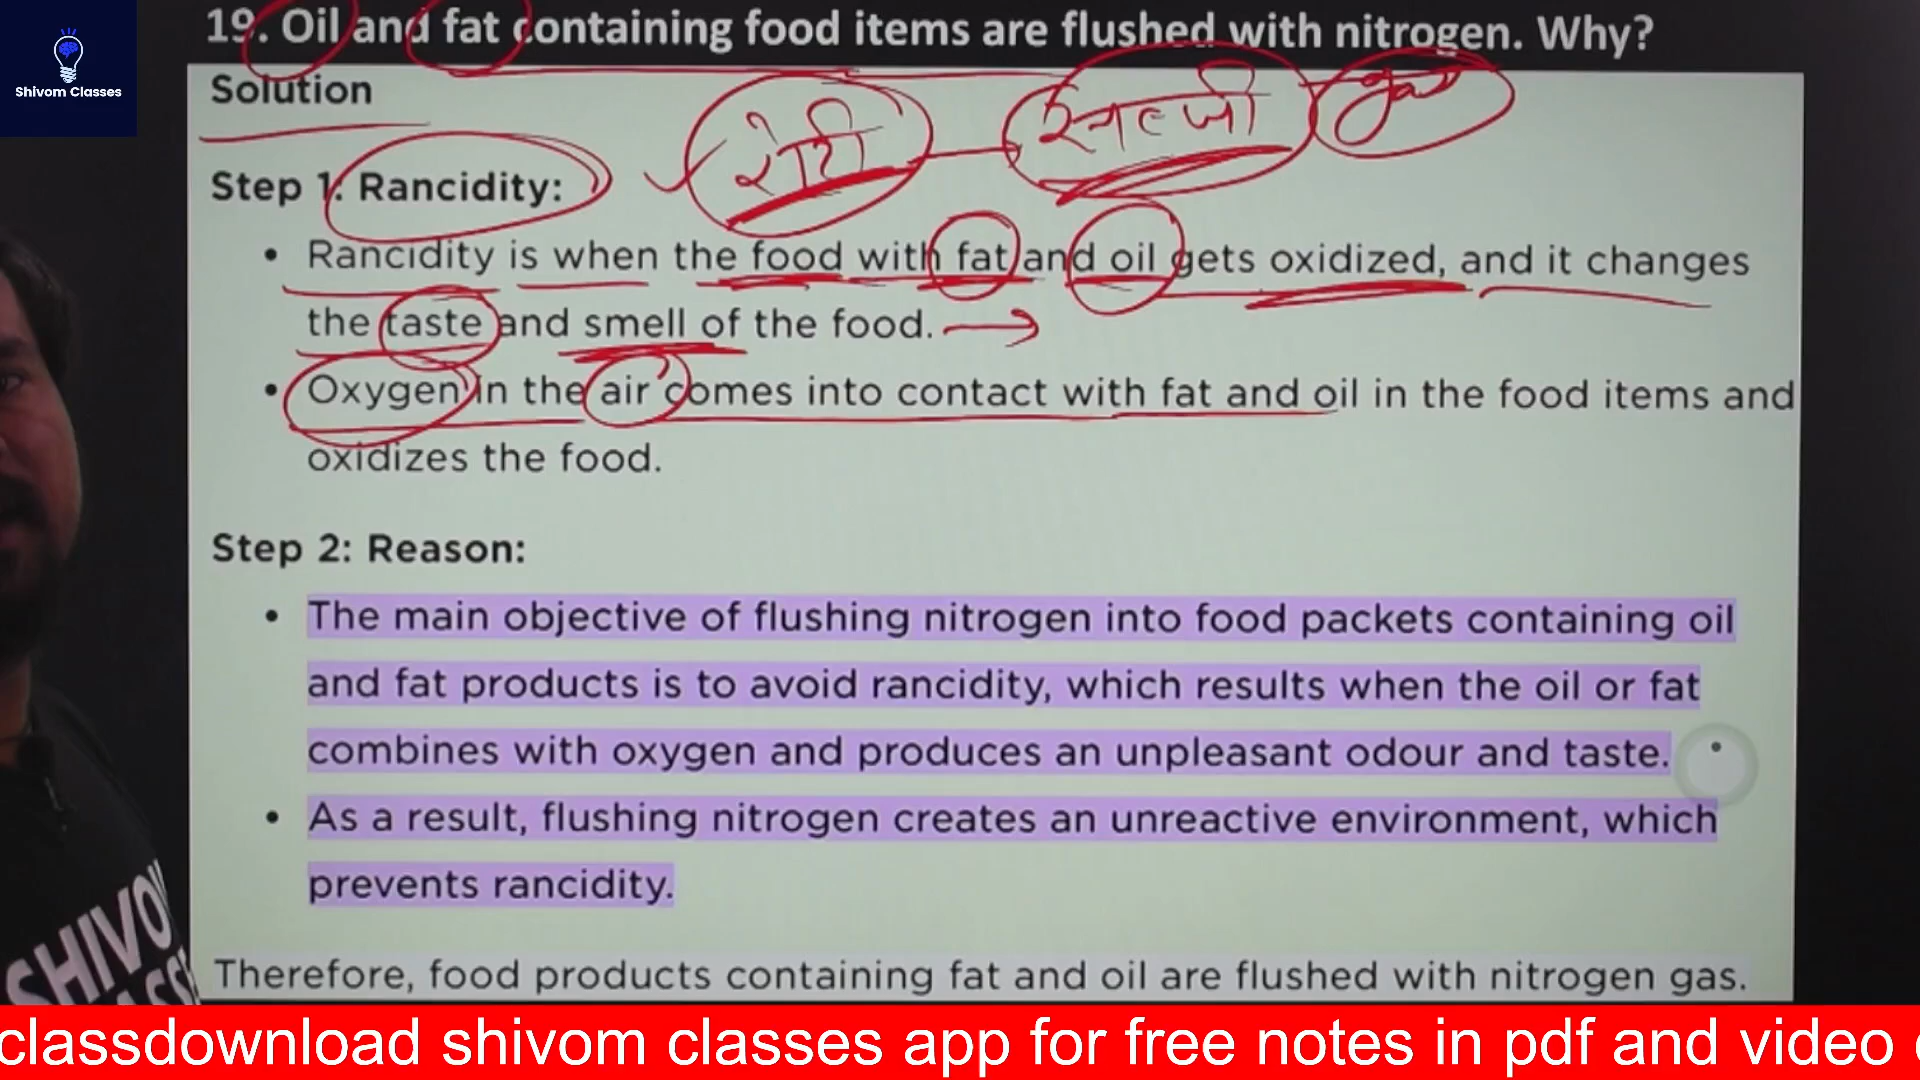 19. Oil and fat containing food items are flushed with nitrogen. Why?
Shivom Classes
Solution
रोटी
सब्जी
gas
Step 1: Rancidity:
• Rancidity is when the food with fat and oil gets oxidized, and it changes
the taste and smell of the food.
• Oxygen in the air comes into contact with fat and oil in the food items and
oxidizes the food.
Step 2: Reason:
• The main objective of flushing nitrogen into food packets containing oil
and fat products is to avoid rancidity, which results when the oil or fat
combines with oxygen and produces an unpleasant odour and taste.
• As a result, flushing nitrogen creates an unreactive environment, which
prevents rancidity.
Therefore, food products containing fat and oil are flushed with nitrogen gas.
SHIVO
ASS
classdownload shivom classes app for free notes in pdf and video